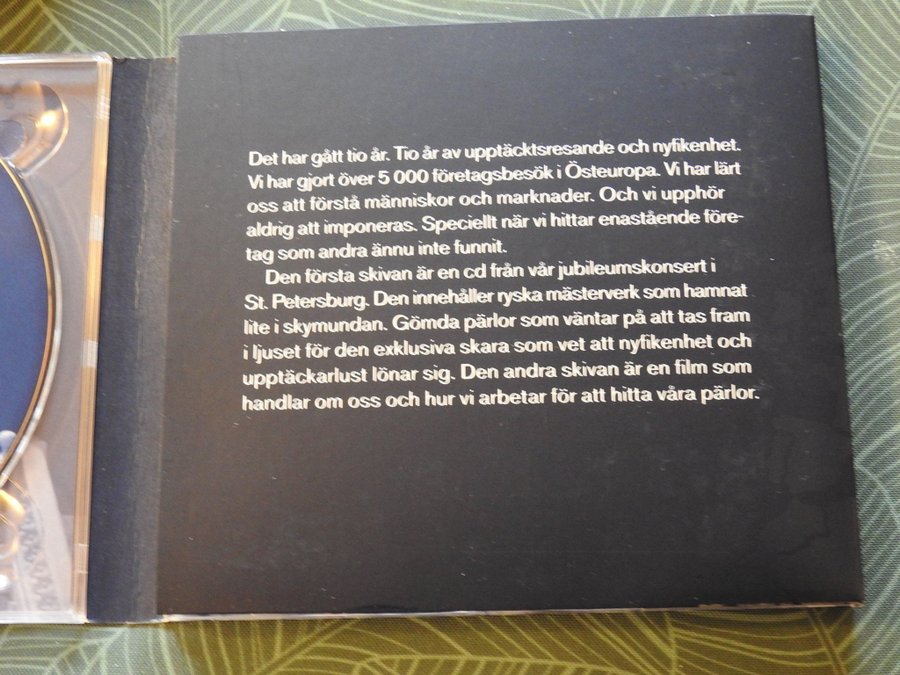 Det har gått tio år. Tio år av upptäcktsresande och nyfikenhet.
Vi har gjort över 5 000 företagsbesök i Östeuropa. Vi har lärt
oss att förstå människor och marknader. Och vi upphör
aldrig att imponeras. Speciellt när vi hittar enastående före-
tag som andra ännu inte funnit.
Den första skivan är en cd från vår jubileumskonsert i
St. Petersburg. Den innehåller ryska mästerverk som hamnat
lite i skymundan. Gömda pärlor som väntar på att tas fram
i ljuset för den exklusiva skara som vet att nyfikenhet och
upptäckarlust lönar sig. Den andra skivan är en film som
handlar om oss och hur vi arbetar för att hitta våra pärlor.